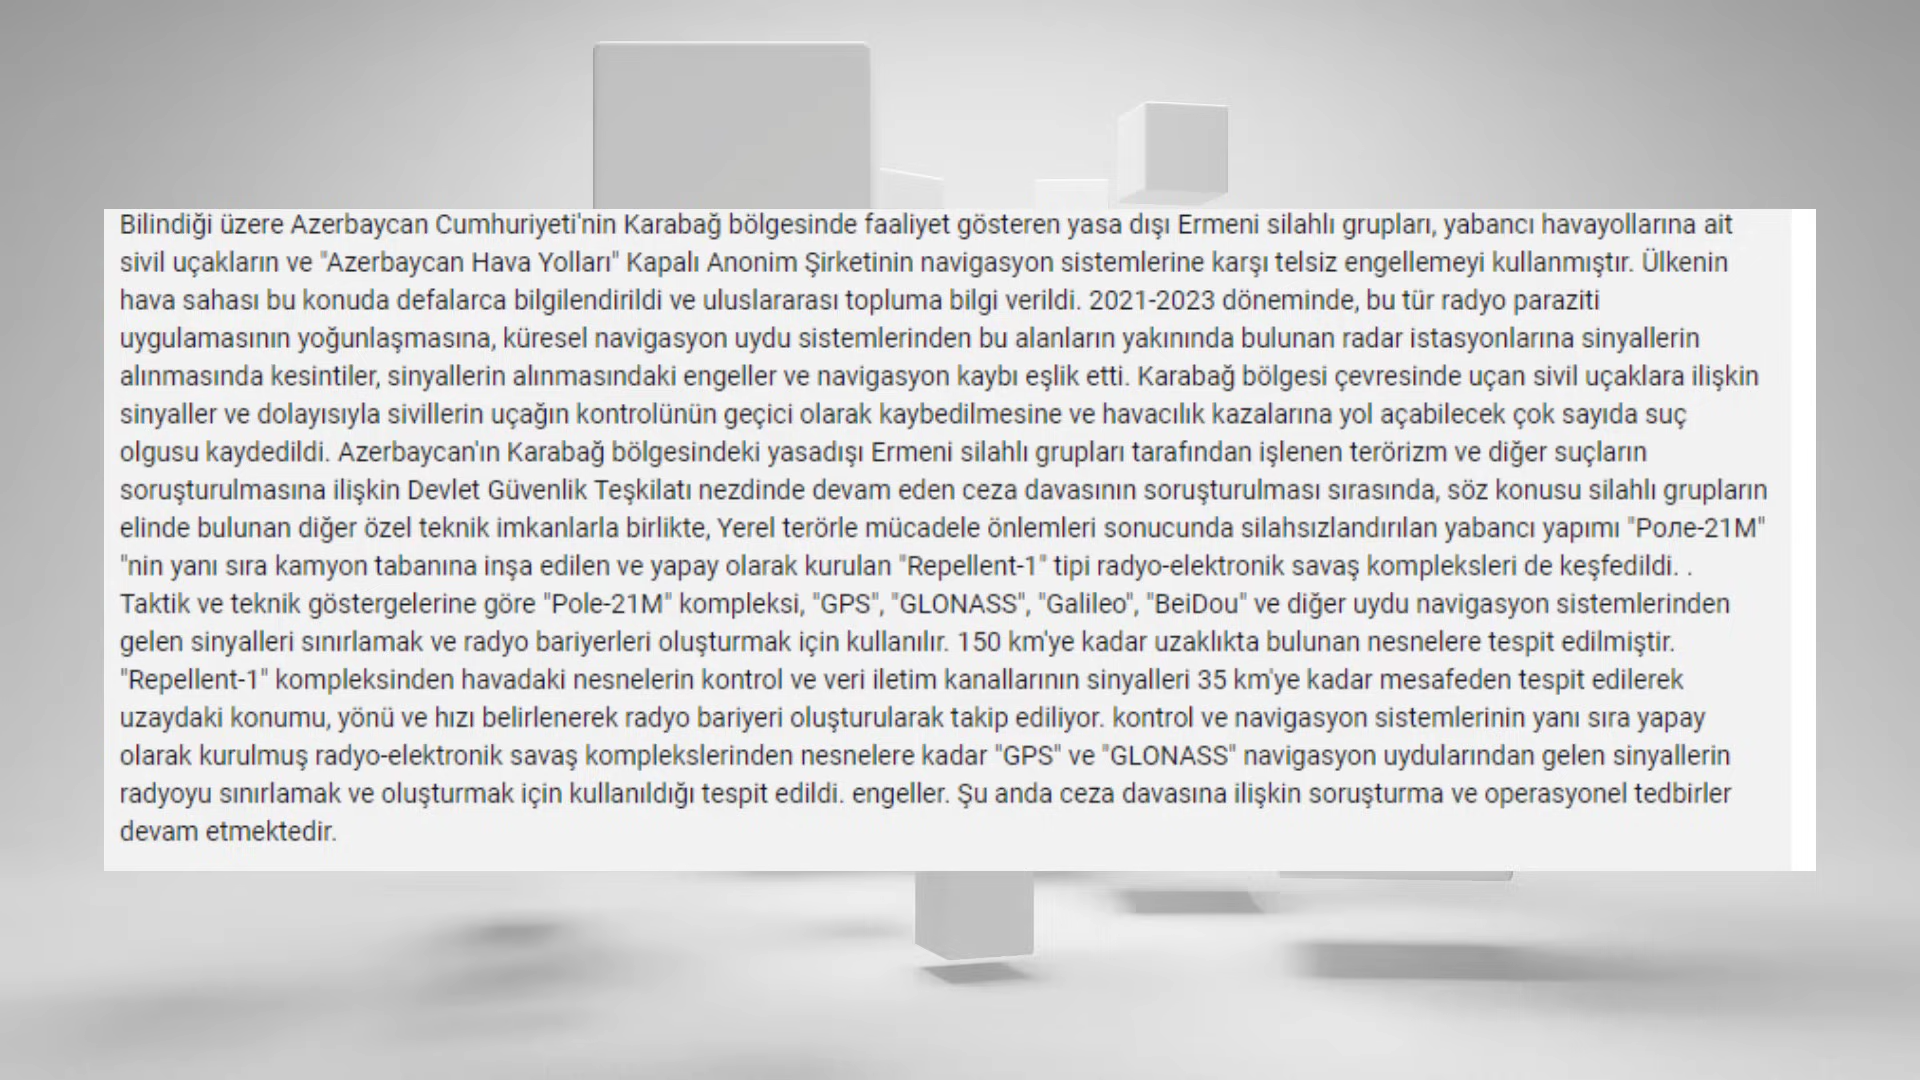 Bilindiği üzere Azerbaycan Cumhuriyeti'nin Karabağ bölgesinde faaliyet gösteren yasa dışı Ermeni silahlı grupları, yabancı havayollarına ait
sivil uçakların ve "Azerbaycan Hava Yolları" Kapalı Anonim Şirketinin navigasyon sistemlerine karşı telsiz engellemeyi kullanmıştır. Ülkenin
hava sahası bu konuda defalarca bilgilendirildi ve uluslararası topluma bilgi verildi. 2021-2023 döneminde, bu tür radyo paraziti
uygulamasının yoğunlaşmasına, küresel navigasyon uydu sistemlerinden bu alanların yakınında bulunan radar istasyonlarına sinyallerin
alınmasında kesintiler, sinyallerin alınmasındaki engeller ve navigasyon kaybı eşlik etti. Karabağ bölgesi çevresinde uçan sivil uçaklara ilişkin
sinyaller ve dolayısıyla sivillerin uçağın kontrolünün geçici olarak kaybedilmesine ve havacılık kazalarına yol açabilecek çok sayıda suç
olgusu kaydedildi. Azerbaycan'ın Karabağ bölgesindeki yasadışı Ermeni silahlı grupları tarafından işlenen terörizm ve diğer suçların
soruşturulmasına ilişkin Devlet Güvenlik Teşkilatı nezdinde devam eden ceza davasının soruşturulması sırasında, söz konusu silahlı grupların
elinde bulunan diğer özel teknik imkanlarla birlikte, Yerel terörle mücadele önlemleri sonucunda silahsızlandırılan yabancı yapımı "Роле-21М"
"nin yanı sıra kamyon tabanına inşa edilen ve yapay olarak kurulan "Repellent-1" tipi radyo-elektronik savaş kompleksleri de keşfedildi. .
Taktik ve teknik göstergelerine göre "Pole-21M" kompleksi, "GPS", "GLONASS", "Galileo", "BeiDou" ve diğer uydu navigasyon sistemlerinden
gelen sinyalleri sınırlamak ve radyo bariyerleri oluşturmak için kullanılır. 150 km'ye kadar uzaklıkta bulunan nesnelere tespit edilmiştir.
"Repellent-1" kompleksinden havadaki nesnelerin kontrol ve veri iletim kanallarının sinyalleri 35 km'ye kadar mesafeden tespit edilerek
uzaydaki konumu, yönü ve hızı belirlenerek radyo bariyeri oluşturularak takip ediliyor. kontrol ve navigasyon sistemlerinin yanı sıra yapay
olarak kurulmuş radyo-elektronik savaş komplekslerinden nesnelere kadar "GPS" ve "GLONASS" navigasyon uydularından gelen sinyallerin
radyoyu sınırlamak ve oluşturmak için kullanıldığı tespit edildi. engeller. Şu anda ceza davasına ilişkin soruşturma ve operasyonel tedbirler
devam etmektedir.